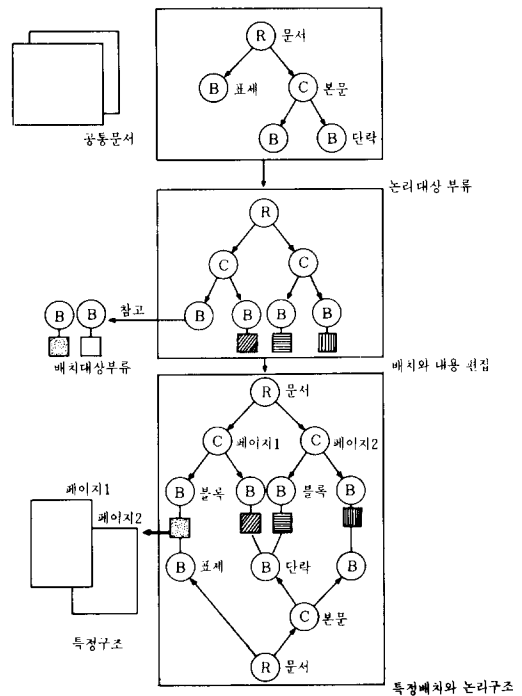 R 문서
B 표제
C 본문
B
B 단락
공통문서
논리대상 부류
R
C
C
B
B
참고
B
B
B
B
배치대상부류
배치와 내용 편집
R 문서
C 페이지1
C 페이지2
B 블록
B
B 블록
B
페이지1
페이지2
B 표제
B 단락
B
C 본문
특정구조
R 문서
특정배치와 논리구조